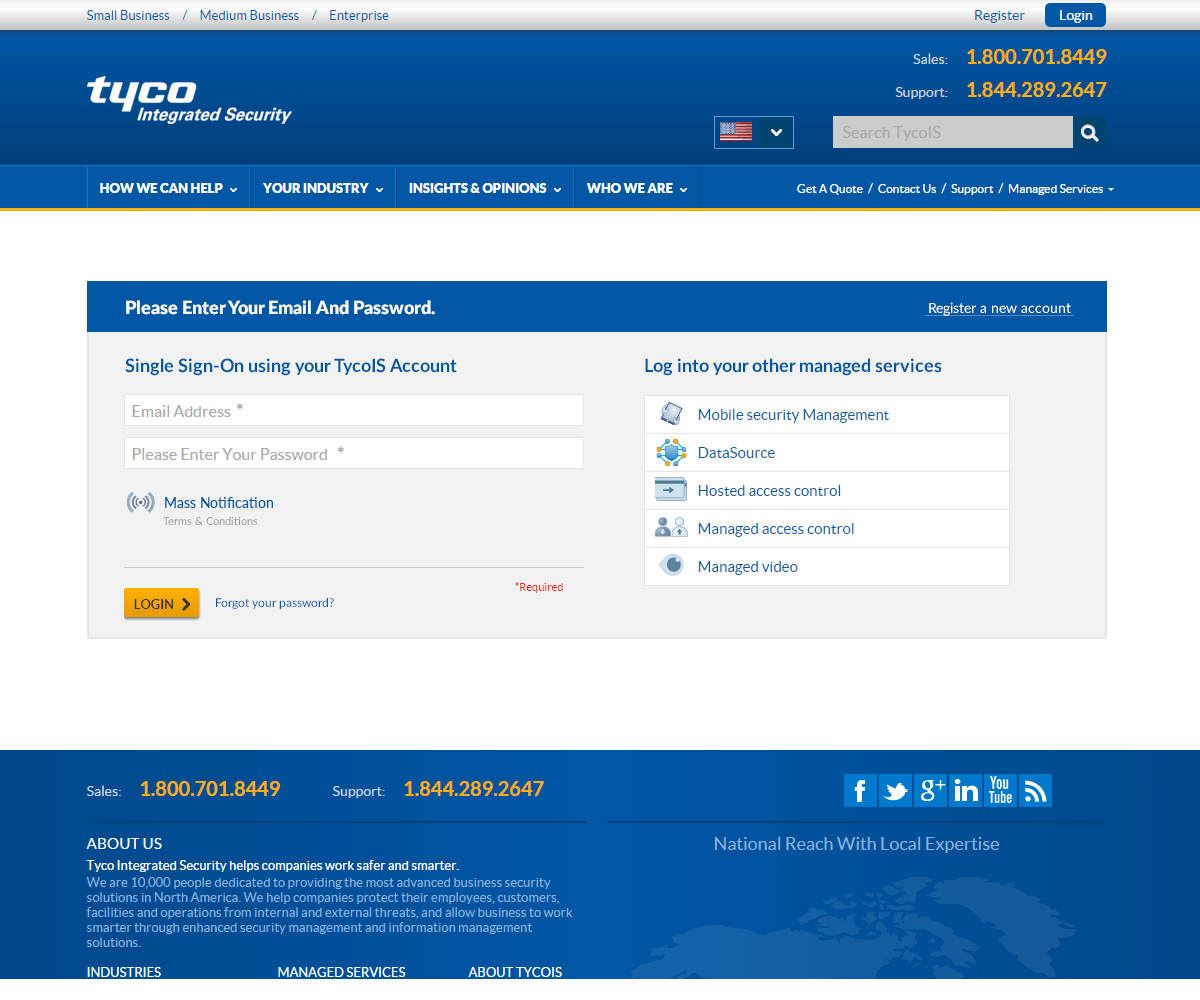 Small Business / Medium Business / Enterprise
Register Login
Sales: 1.800.701.8449
Support: 1.844.289.2647
tyco
Integrated Security
Search TycoIS
HOW WE CAN HELP YOUR INDUSTRY INSIGHTS & OPINIONS WHO WE ARE Get A Quote / Contact Us / Support / Managed Services
Please Enter Your Email And Password. Register a new account
Single Sign-On using your TycoIS Account
Email Address *
Please Enter Your Password *
Mass Notification
Terms & Conditions
*Required
LOGIN Forgot your password?
Log into your other managed services
Mobile security Management
DataSource
Hosted access control
Managed access control
Managed video
Sales: 1.800.701.8449 Support: 1.844.289.2647
f g+ in You Tube
ABOUT US
Tyco Integrated Security helps companies work safer and smarter.
We are 10,000 people dedicated to providing the most advanced business security
solutions in North America. We help companies protect their employees, customers,
facilities and operations from internal and external threats, and allow business to work
smarter through enhanced security management and information management
solutions.
National Reach With Local Expertise
INDUSTRIES MANAGED SERVICES ABOUT TYCOIS